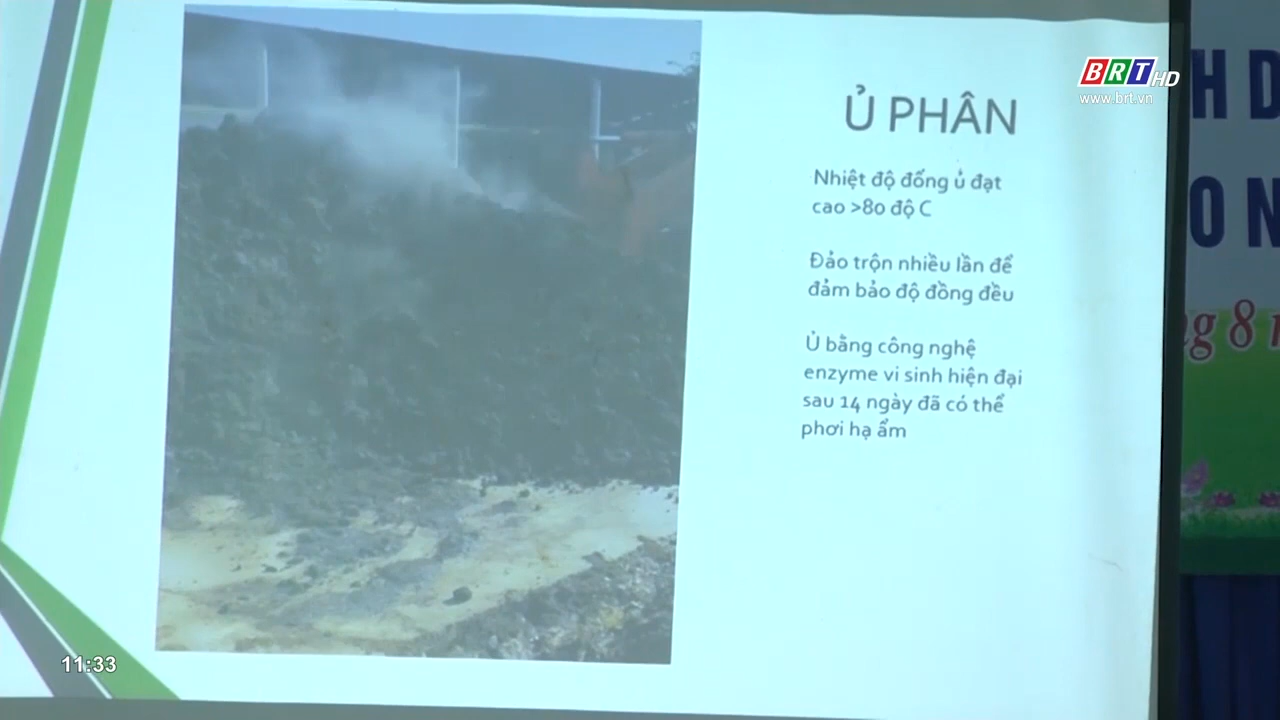 BRT HD
www.brt.vn
Ủ PHÂN
Nhiệt độ đống ủ đạt
cao >80 độ C
Đảo trộn nhiều lần để
đảm bảo độ đồng đều
Ủ bằng công nghệ
enzyme vi sinh hiện đại
sau 14 ngày đã có thể
phơi hạ ẩm
H D
O N
g 8
11:33